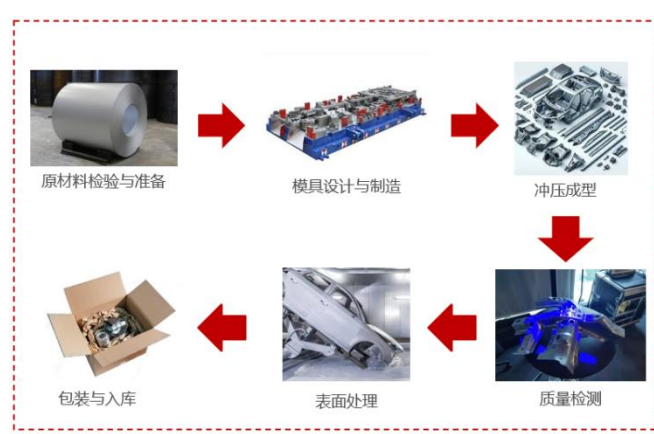 原材料检验与准备
模具设计与制造
冲压成型
质量检测
表面处理
包装与入库